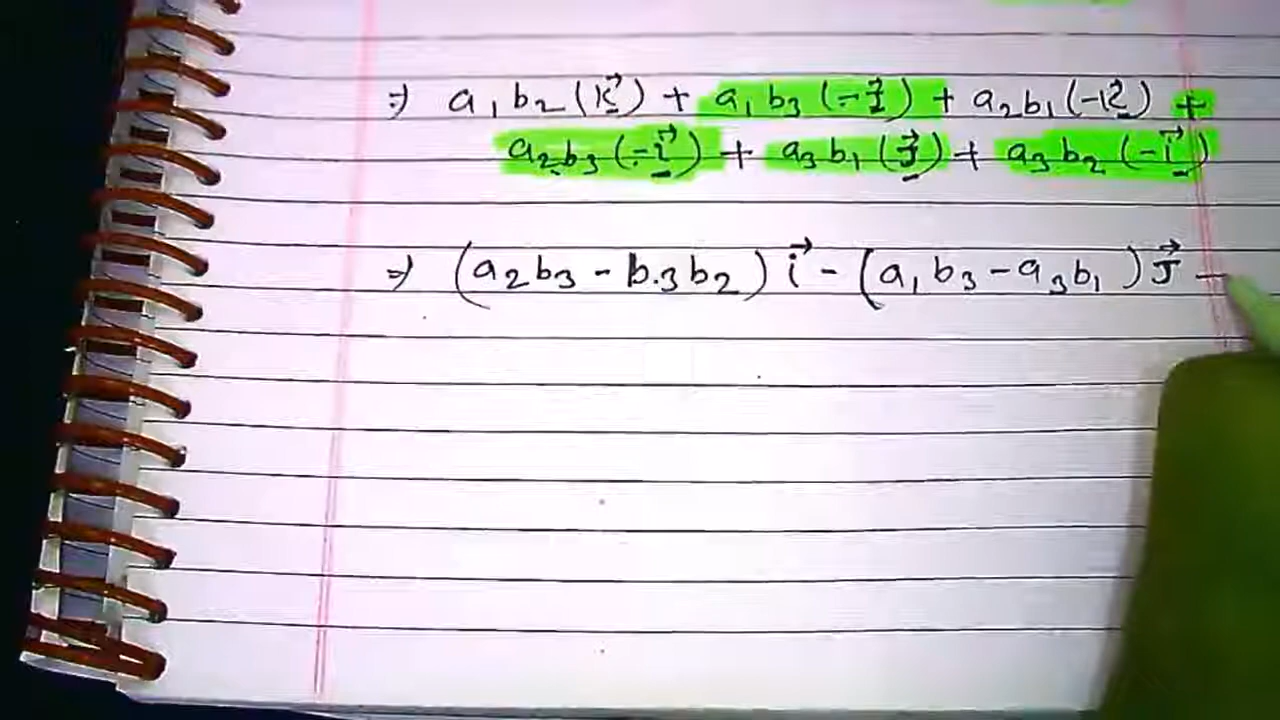 ⇒ a₁b₂(k⃗) + a₁b₃(-j⃗) + a₂b₁(-k⃗) +
a₂b₃(-i⃗) + a₃b₁(j⃗) + a₃b₂(-i⃗)
⇒ (a₂b₃ - b.₃b₂) i⃗ - (a₁b₃ - a₃b₁) j⃗ -